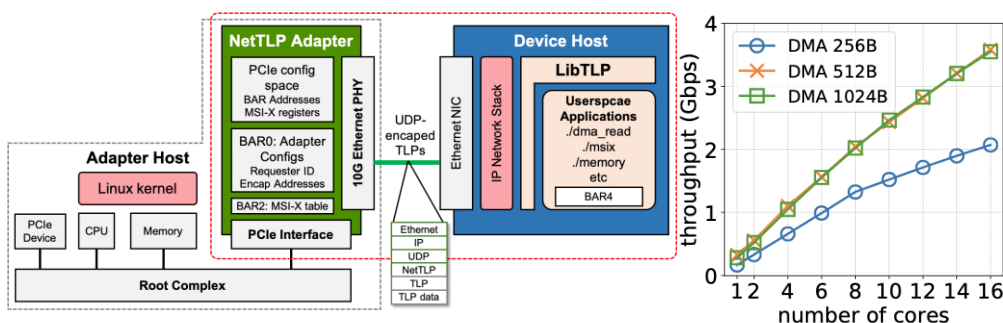 NetTLP Adapter
PCIe config
space
BAR Addresses
MSI-X registers
BAR0: Adapter
Configs
Requester ID
Encap Addresses
BAR2: MSI-X table
PCIe Interface
10G Ethernet PHY
Adapter Host
Linux kernel
PCIe
Device
CPU
Memory
Root Complex
UDP-
encaped
TLPs
Ethernet
IP
UDP
NetTLP
TLP
TLP data
Device Host
Ethernet NIC
IP Network Stack
LibTLP
Userspcae
Applications
./dma_read
./msix
./memory
etc
BAR4
throughput (Gbps)
4
3
2
1
0
DMA 256B
DMA 512B
DMA 1024B
1 2 4 6 8 10 12 14 16
number of cores